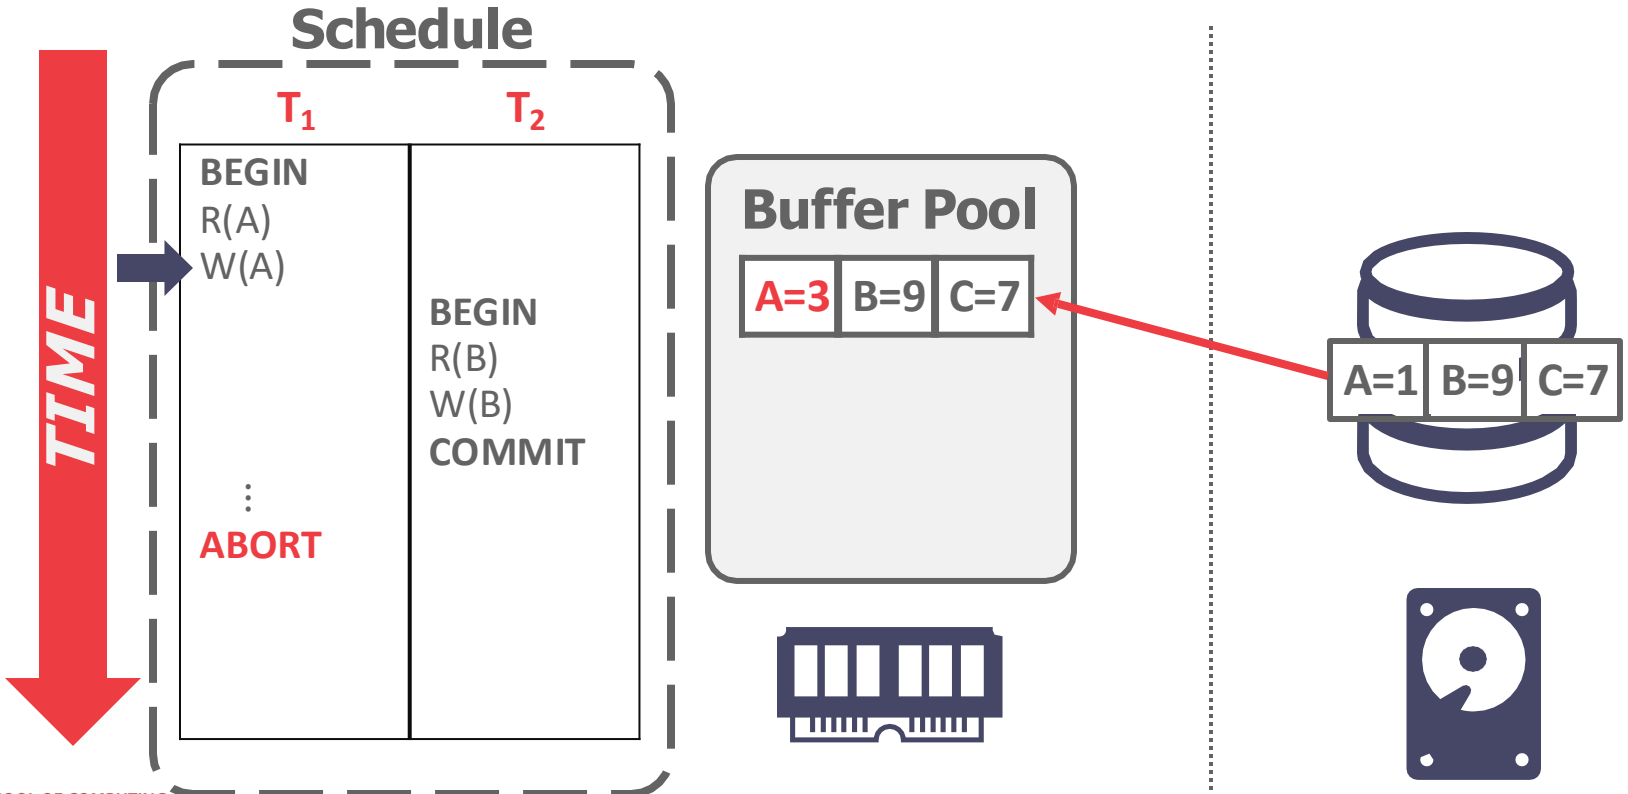 Schedule
T1 T2
BEGIN
R(A)
W(A)
BEGIN
R(B)
W(B)
COMMIT
⋮
ABORT
TIME
Buffer Pool
A=3 B=9 C=7
A=1 B=9 C=7